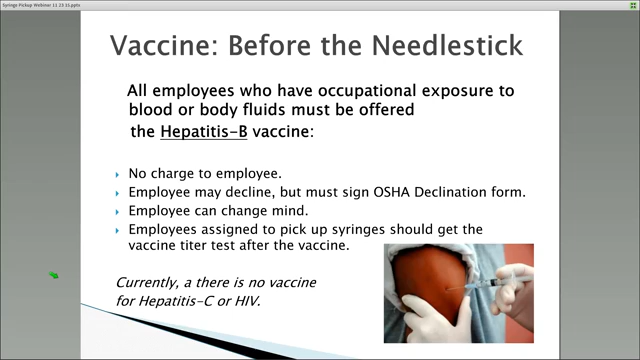 Syringe Pickup Webinar 11 23 15.pptx
Vaccine: Before the Needlestick
All employees who have occupational exposure to
blood or body fluids must be offered
the Hepatitis-B vaccine:
No charge to employee.
Employee may decline, but must sign OSHA Declination form.
Employee can change mind.
Employees assigned to pick up syringes should get the
vaccine titer test after the vaccine.
Currently, a there is no vaccine
for Hepatitis-C or HIV.